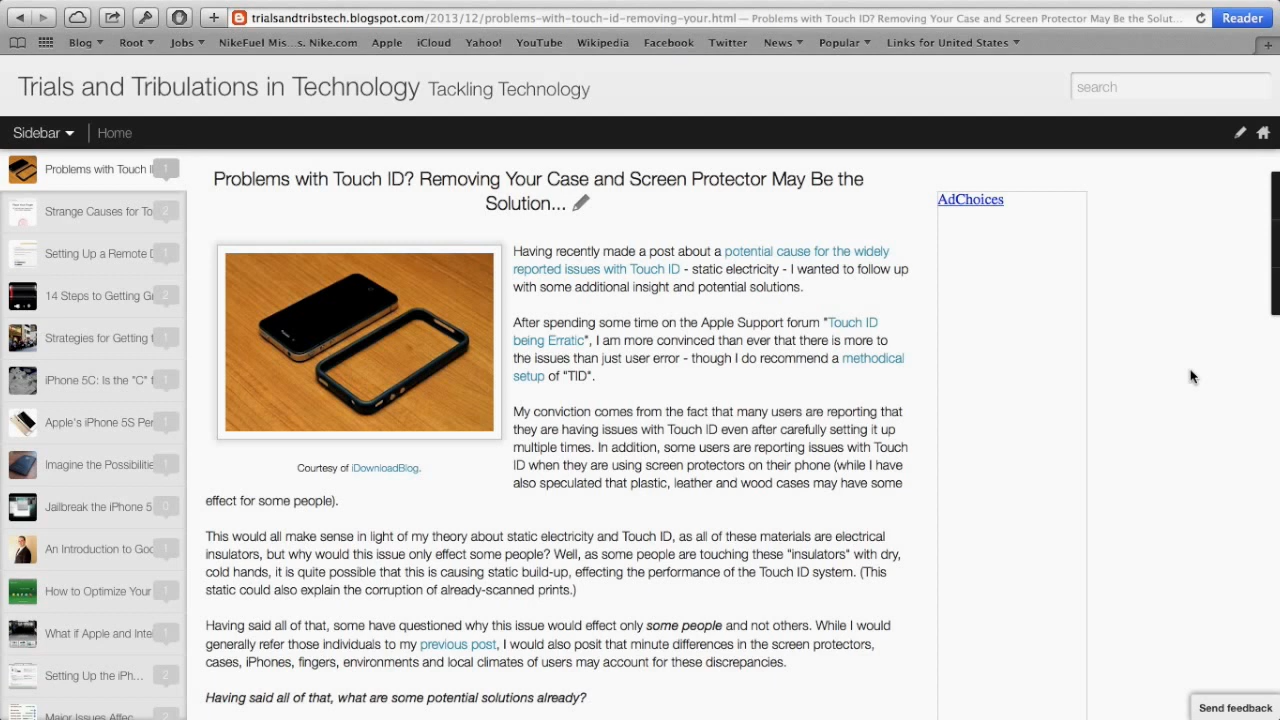 trialsandtribstech.blogspot.com/2013/12/problems-with-touch-id-removing-your.html — Problems with Touch ID? Removing Your Case and Screen Protector May Be the Solut...
Reader
Blog Root Jobs NikeFuel Mis...s. Nike.com Apple iCloud Yahoo! YouTube Wikipedia Facebook Twitter News Popular Links for United States
Trials and Tribulations in Technology Tackling Technology
search
Sidebar Home
Problems with Touch I 1
Strange Causes for To 2
Setting Up a Remote D 1
14 Steps to Getting G 2
Strategies for Getting f 1
iPhone 5C: Is the "C" f 1
Apple's iPhone 5S Per 1
Imagine the Possibilitie 1
Jailbreak the iPhone 5 0
An Introduction to Goo 1
How to Optimize Your 1
What if Apple and Inte 1
Setting Up the iPh... 2
Major Issues Affec 2
Problems with Touch ID? Removing Your Case and Screen Protector May Be the
Solution...
Courtesy of iDownloadBlog.
Having recently made a post about a potential cause for the widely
reported issues with Touch ID - static electricity - I wanted to follow up
with some additional insight and potential solutions.
After spending some time on the Apple Support forum "Touch ID
being Erratic", I am more convinced than ever that there is more to
the issues than just user error - though I do recommend a methodical
setup of "TID".
My conviction comes from the fact that many users are reporting that
they are having issues with Touch ID even after carefully setting it up
multiple times. In addition, some users are reporting issues with Touch
ID when they are using screen protectors on their phone (while I have
also speculated that plastic, leather and wood cases may have some
effect for some people).
This would all make sense in light of my theory about static electricity and Touch ID, as all of these materials are electrical
insulators, but why would this issue only effect some people? Well, as some people are touching these "insulators" with dry,
cold hands, it is quite possible that this is causing static build-up, effecting the performance of the Touch ID system. (This
static could also explain the corruption of already-scanned prints.)
Having said all of that, some have questioned why this issue would effect only some people and not others. While I would
generally refer those individuals to my previous post, I would also posit that minute differences in the screen protectors,
cases, iPhones, fingers, environments and local climates of users may account for these discrepancies.
Having said all of that, what are some potential solutions already?
AdChoices
Send feedback